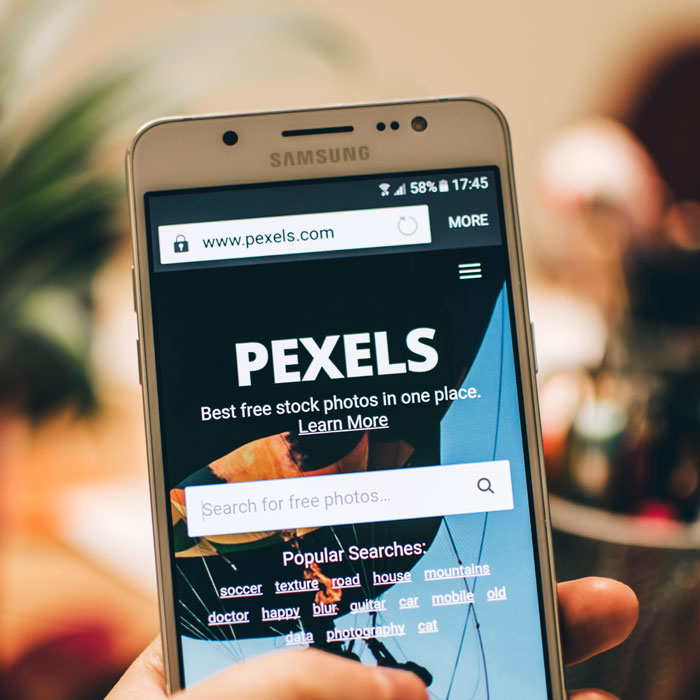 SAMSUNG
58% 17:45
www.pexels.com MORE
PEXELS
Best free stock photos in one place.
Learn More
Search for free photos...
Popular Searches:
soccer texture road house mountains
doctor happy blur guitar car mobile old
data photography cat